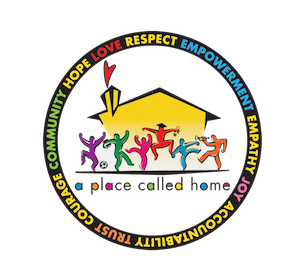 COURAGE COMMUNITY HOPE LOVE RESPECT EMPOWERMENT EMPATHY JOY ACCOUNTABILITY TRUST
a place called home